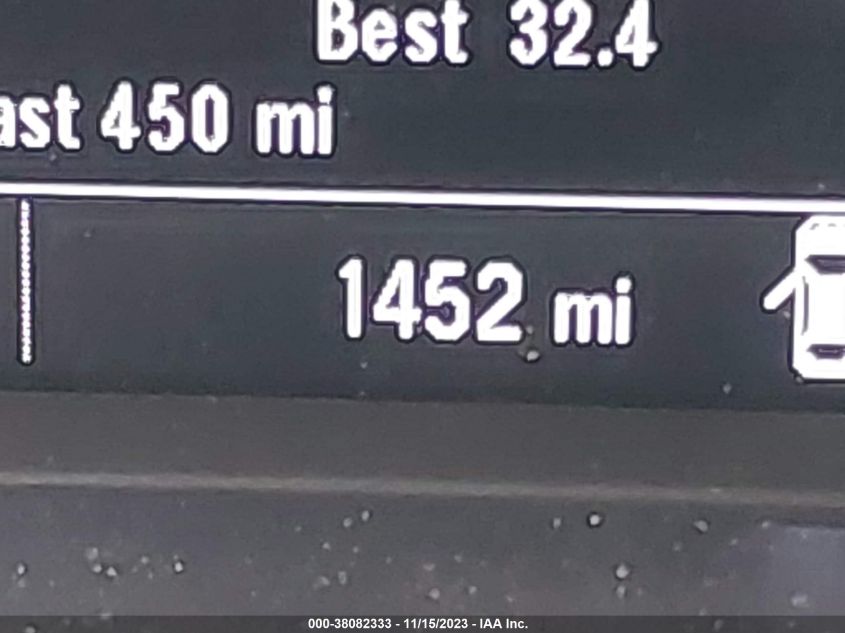 Best 32.4
ast 450 mi
1452 mi
000-38082333 - 11/15/2023 - IAA Inc.